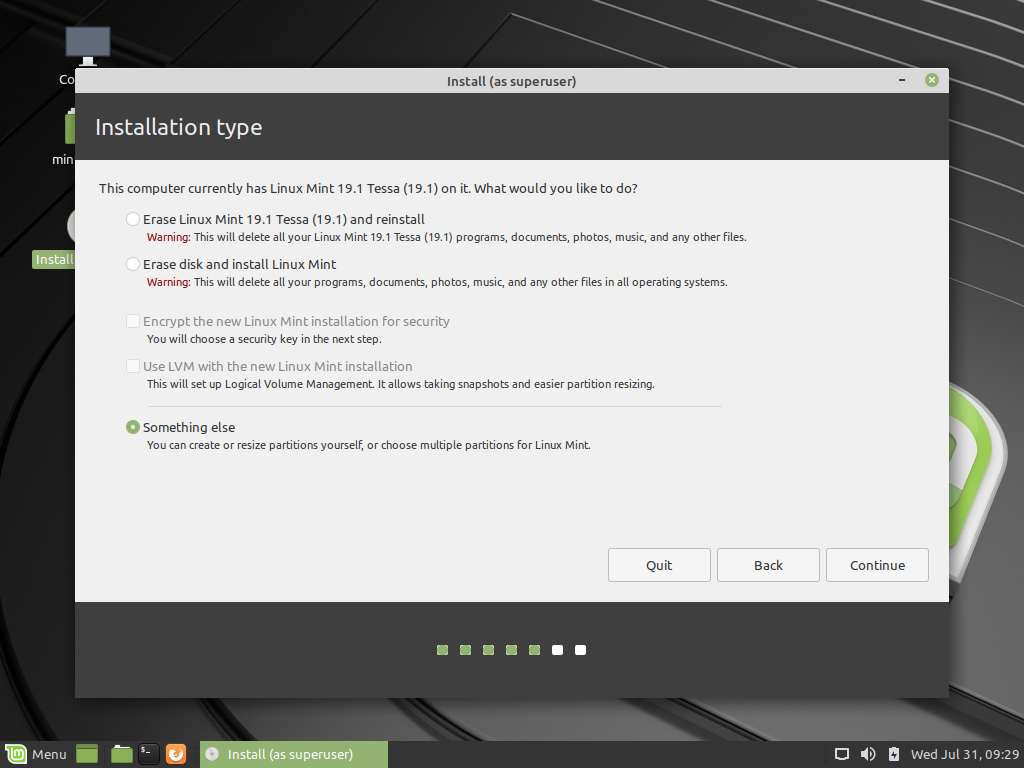 Co
Install (as superuser)
Installation type
min
This computer currently has Linux Mint 19.1 Tessa (19.1) on it. What would you like to do?
Erase Linux Mint 19.1 Tessa (19.1) and reinstall
Warning: This will delete all your Linux Mint 19.1 Tessa (19.1) programs, documents, photos, music, and any other files.
Install
Erase disk and install Linux Mint
Warning: This will delete all your programs, documents, photos, music, and any other files in all operating systems.
Encrypt the new Linux Mint installation for security
You will choose a security key in the next step.
Use LVM with the new Linux Mint installation
This will set up Logical Volume Management. It allows taking snapshots and easier partition resizing.
Something else
You can create or resize partitions yourself, or choose multiple partitions for Linux Mint.
Quit Back Continue
Menu $_ Install (as superuser) Wed Jul 31, 09:29